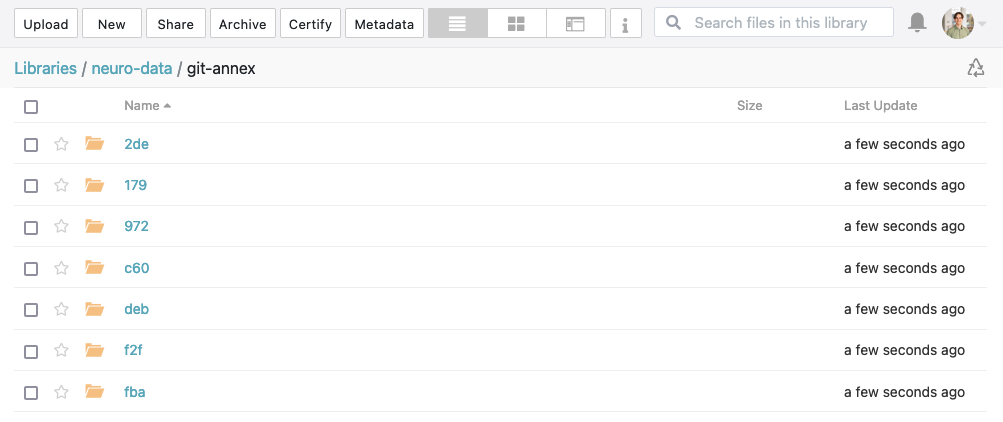 Upload New Share Archive Certify Metadata Search files in this library
Libraries / neuro-data / git-annex
Name Size Last Update
2de a few seconds ago
179 a few seconds ago
972 a few seconds ago
c60 a few seconds ago
deb a few seconds ago
f2f a few seconds ago
fba a few seconds ago